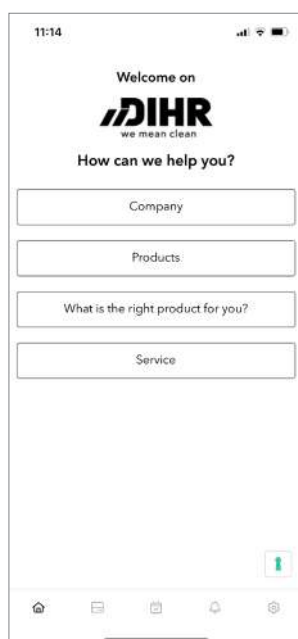 11:14
Welcome on
DIHR
we mean clean
How can we help you?
Company
Products
What is the right product for you?
Service